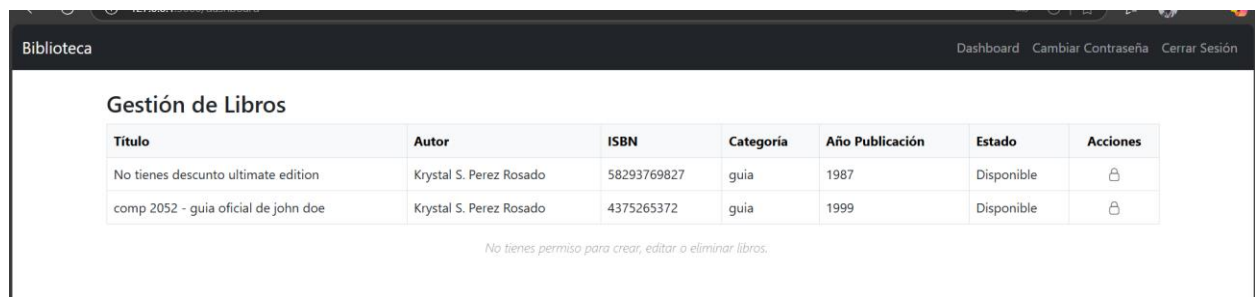 Biblioteca
Dashboard Cambiar Contraseña Cerrar Sesión
Gestión de Libros
Título Autor ISBN Categoría Año Publicación Estado Acciones
No tienes descunto ultimate edition Krystal S. Perez Rosado 58293769827 guia 1987 Disponible
comp 2052 - guia oficial de john doe Krystal S. Perez Rosado 4375265372 guia 1999 Disponible
No tienes permiso para crear, editar o eliminar libros.